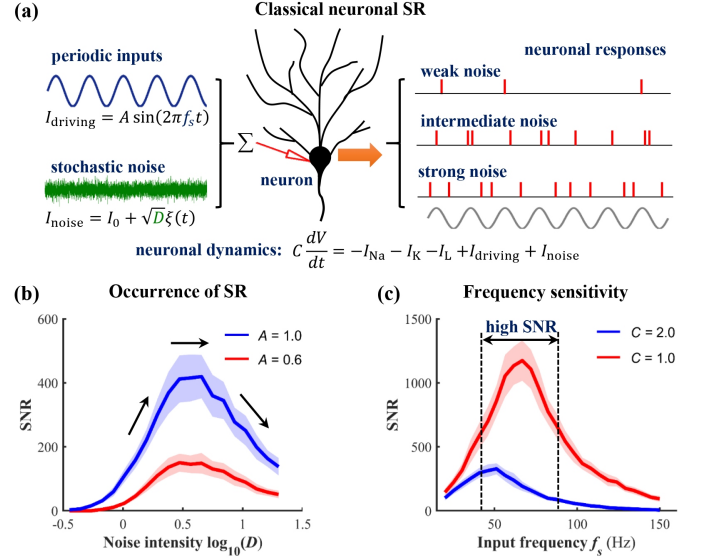 (a)
Classical neuronal SR
periodic inputs
I_driving = A sin(2πf_s t)
stochastic noise
I_noise = I_0 + √D ξ(t)
Σ
neuron
neuronal responses
weak noise
intermediate noise
strong noise
neuronal dynamics: C dV/dt = −I_Na − I_K −I_L +I_driving + I_noise
(b)
Occurrence of SR
SNR
600
400
200
0
A = 1.0
A = 0.6
-0.5
0
0.5
1.0
1.5
Noise intensity log10(D)
(c)
Frequency sensitivity
high SNR
SNR
1500
1000
500
0
C = 2.0
C = 1.0
50
100
150
Input frequency f_s (Hz)